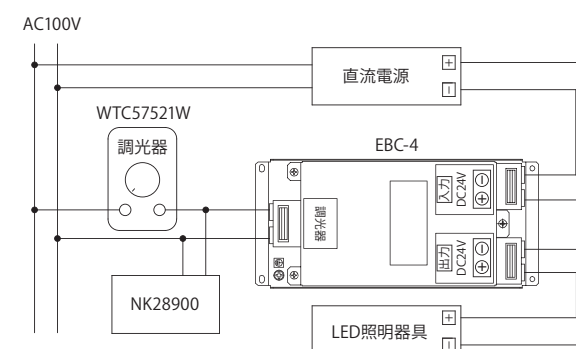 AC100V
直流電源
+
−
WTC57521W
調光器
EBC-4
調光器
入力
DC24V
−
+
出力
DC24V
−
+
NK28900
LED照明器具
+
−